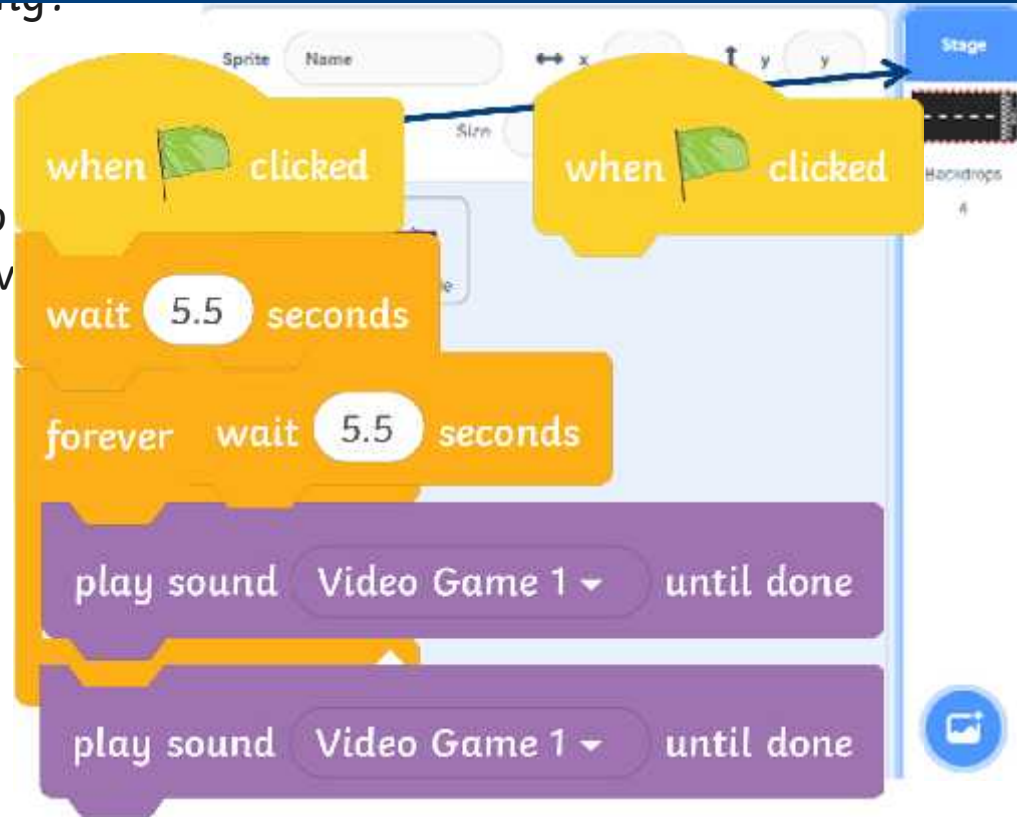 Stage
Sprite Name x y y
Size
when clicked when clicked
Backdrops
4
wait 5.5 seconds
forever wait 5.5 seconds
play sound Video Game 1 until done
play sound Video Game 1 until done